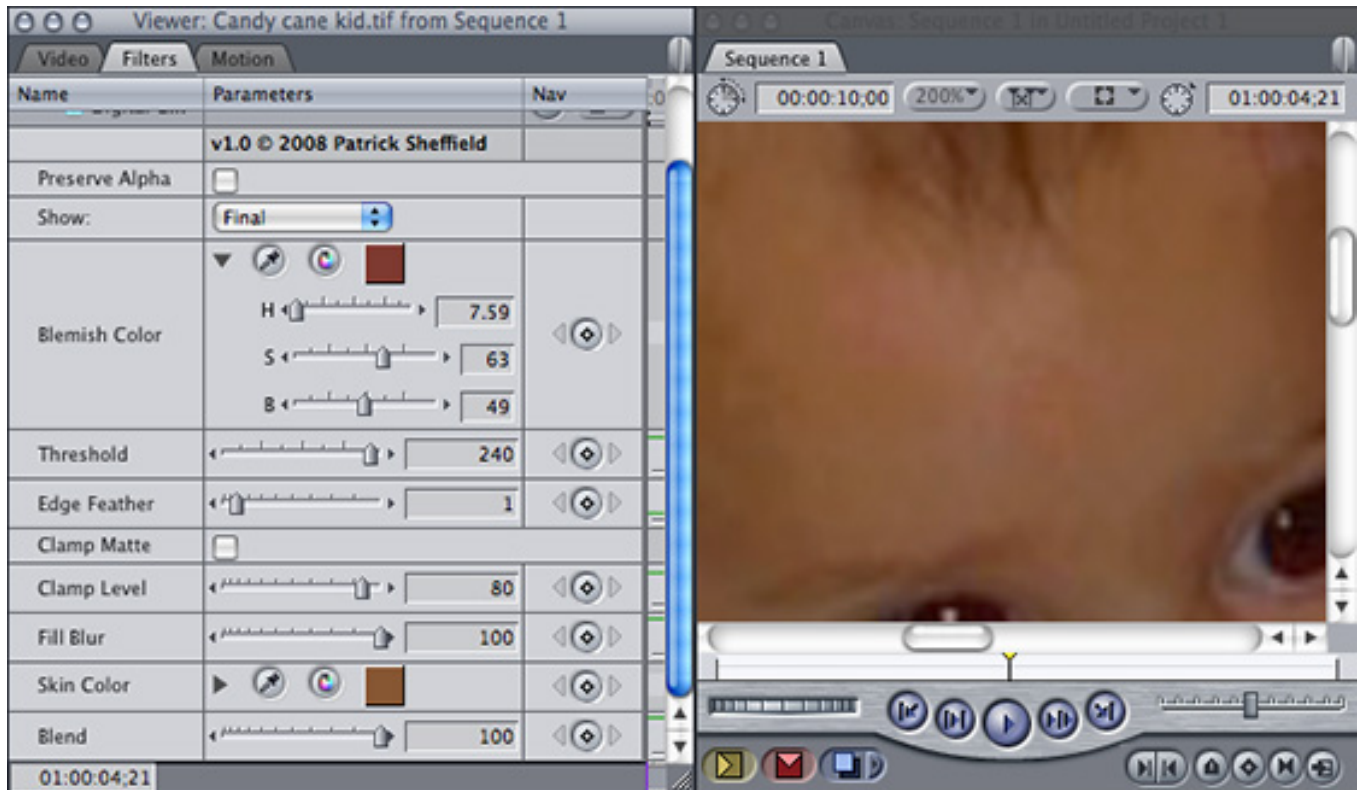 Viewer: Candy cane kid.tif from Sequence 1
Video Filters Motion
Name Parameters Nav
v1.0 © 2008 Patrick Sheffield
Preserve Alpha
Show: Final
Blemish Color
H 7.59
S 63
B 49
Threshold 240
Edge Feather 1
Clamp Matte
Clamp Level 80
Fill Blur 100
Skin Color
Blend 100
01:00:04;21
Canvas: Sequence 1 in Untitled Project 1
Sequence 1
00:00:10;00 200% 01:00:04;21